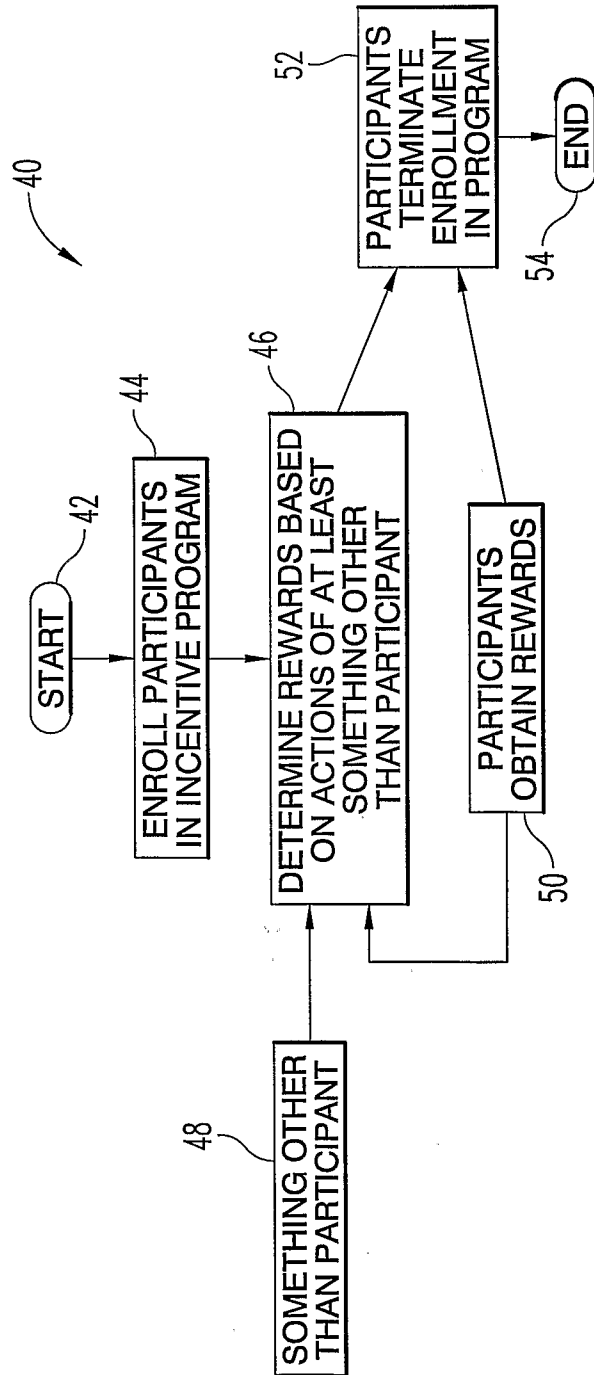 40
START
42
ENROLL PARTICIPANTS
IN INCENTIVE PROGRAM
44
DETERMINE REWARDS BASED
ON ACTIONS OF AT LEAST
SOMETHING OTHER
THAN PARTICIPANT
46
SOMETHING OTHER
THAN PARTICIPANT
48
PARTICIPANTS
OBTAIN REWARDS
50
PARTICIPANTS
TERMINATE
ENROLLMENT
IN PROGRAM
52
END
54